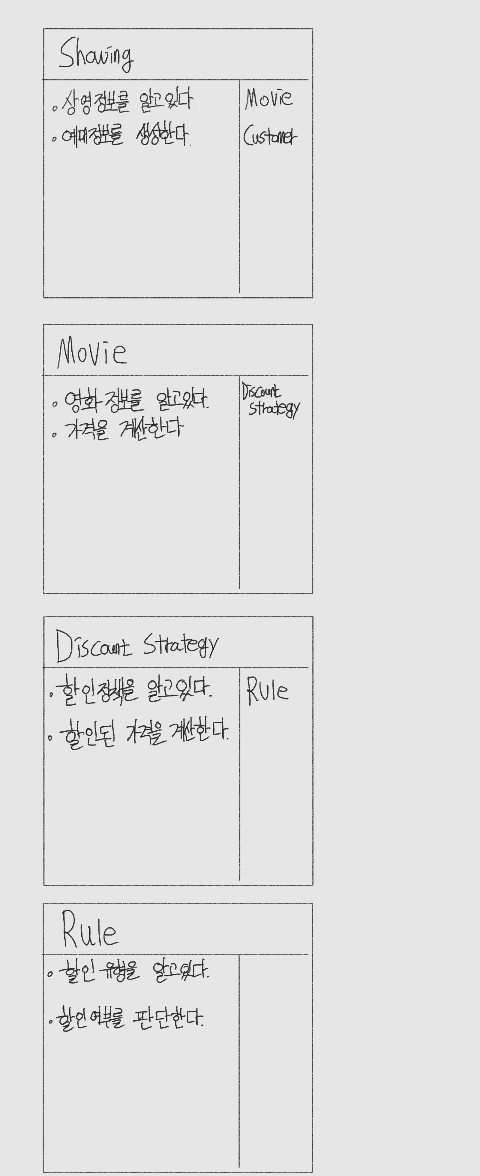 Showing
상영정보를 알고있다
Movie
예매정보를 생성한다.
Customer
Movie
영화 정보를 알고있다.
Discount
Strategy
가격을 계산한다
Discount Strategy
할인정책을 알고있다.
Rule
할인된 가격을 계산한다.
Rule
할인 유형을 알고있다.
할인여부를 판단한다.